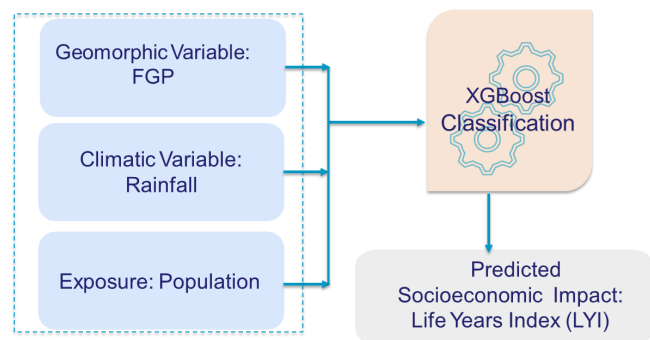 Geomorphic Variable:
FGP
Climatic Variable:
Rainfall
Exposure: Population
XGBoost
Classification
Predicted
Socioeconomic Impact:
Life Years Index (LYI)